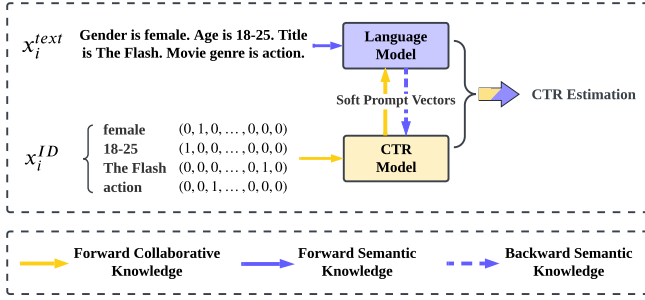 x_i^{text}
Gender is female. Age is 18-25. Title
is The Flash. Movie genre is action.
Language
Model
Soft Prompt Vectors
CTR Estimation
x_i^{ID}
female (0, 1, 0, . . . , 0, 0, 0)
18-25 (1, 0, 0, . . . , 0, 0, 0)
The Flash (0, 0, 0, . . . , 0, 1, 0)
action (0, 0, 1, . . . , 0, 0, 0)
CTR
Model
Forward Collaborative
Knowledge
Forward Semantic
Knowledge
Backward Semantic
Knowledge